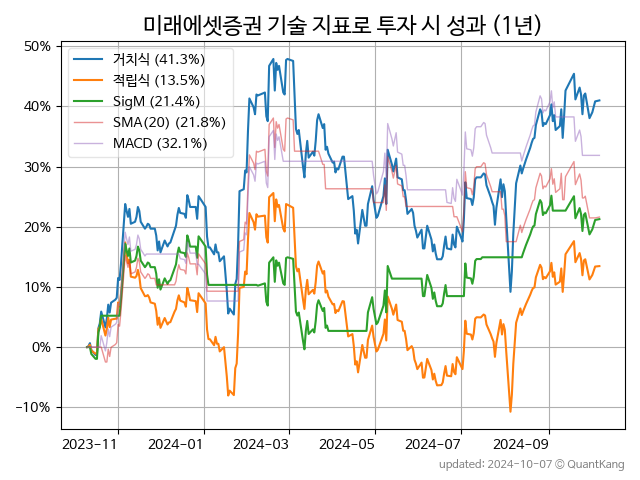 미래에셋증권 기술 지표로 투자 시 성과 (1년)
50%
40%
30%
20%
10%
0%
-10%
거치식 (41.3%)
적립식 (13.5%)
SigM (21.4%)
SMA(20) (21.8%)
MACD (32.1%)
2023-11 2024-01 2024-03 2024-05 2024-07 2024-09
updated: 2024-10-07 © QuantKang